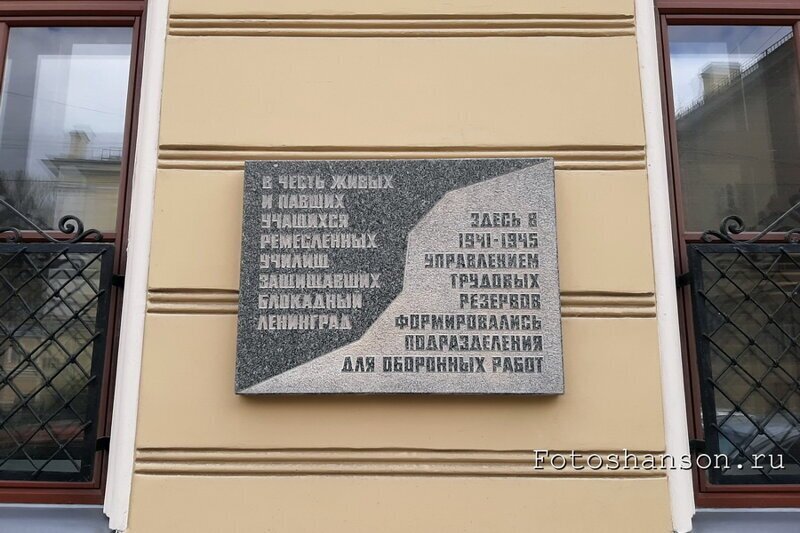 В ЧЕСТЬ ЖИВЫХ
И ПАВШИХ
УЧАЩИХСЯ
РЕМЕСЛЕННЫХ
УЧИЛИЩ
ЗАЩИЩАВШИХ
БЛОКАДНЫЙ
ЛЕНИНГРАД
ЗДЕСЬ В
1941-1945
УПРАВЛЕНИЕМ
ТРУДОВЫХ
РЕЗЕРВОВ
ФОРМИРОВАЛИСЬ
ПОДРАЗДЕЛЕНИЯ
ДЛЯ ОБОРОННЫХ РАБОТ
Fotoshanson.ru